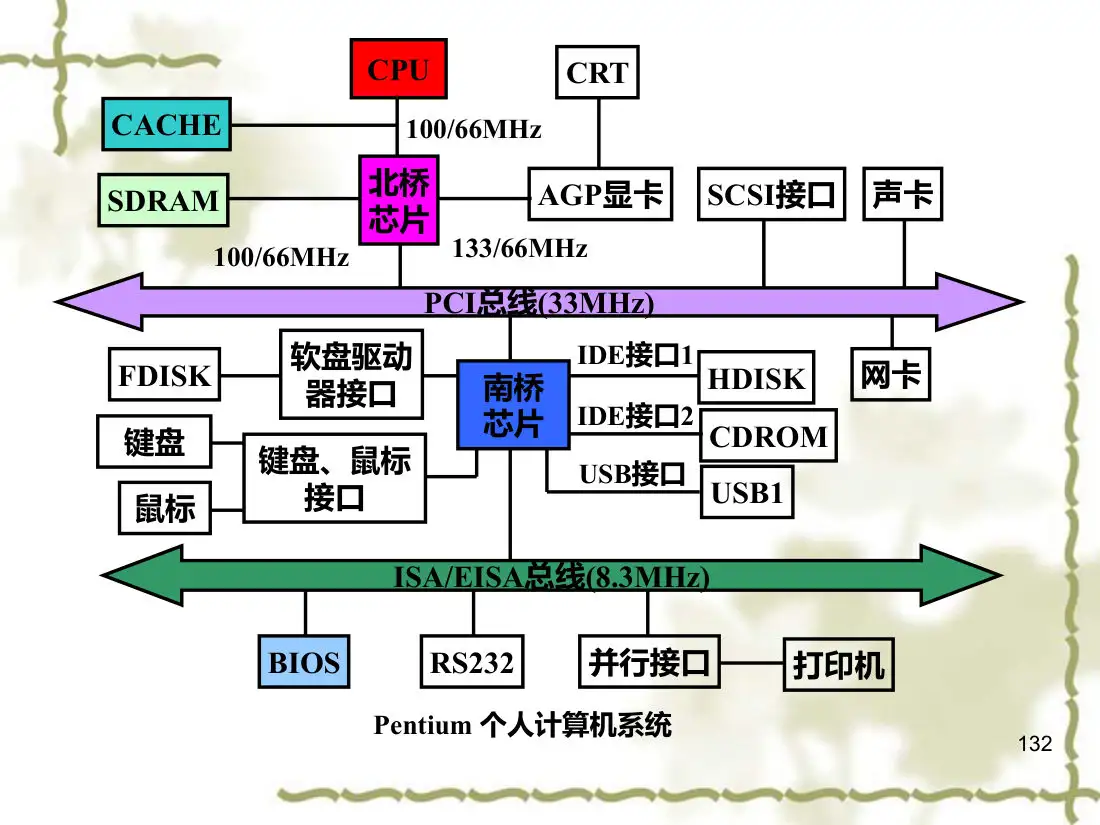 CPU
CRT
CACHE
100/66MHz
北桥
芯片
SDRAM
AGP显卡
SCSI接口
声卡
100/66MHz
133/66MHz
PCI总线(33MHz)
FDISK
软盘驱动
器接口
南桥
芯片
IDE接口1
HDISK
网卡
IDE接口2
CDROM
键盘
键盘、鼠标
接口
USB接口
USB1
鼠标
ISA/EISA总线(8.3MHz)
BIOS
RS232
并行接口
打印机
Pentium 个人计算机系统
132